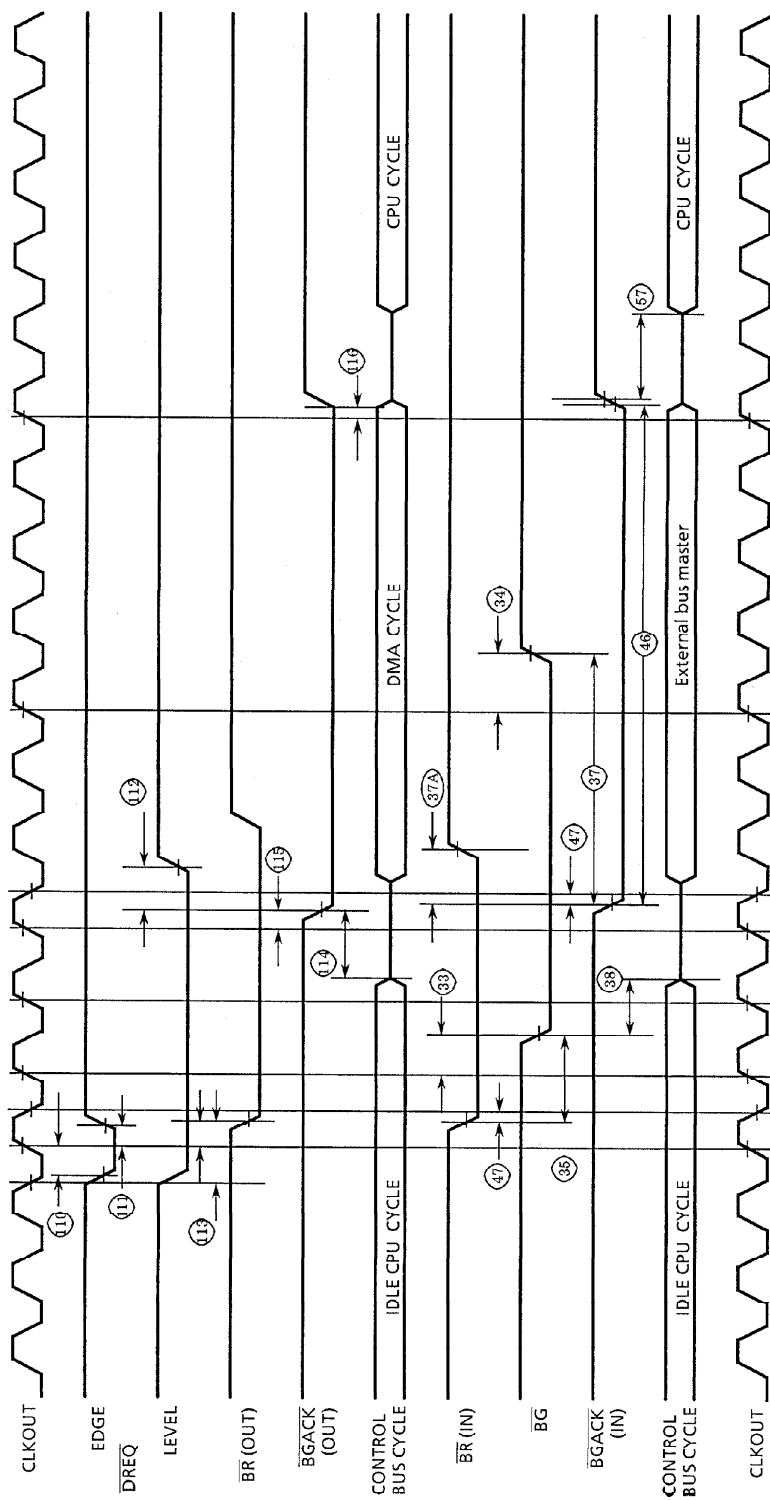 CLKOUT
EDGE
DREQ
LEVEL
BR (OUT)
BGACK
(OUT)
CONTROL
BUS CYCLE
BR (IN)
BG
BGACK
(IN)
CONTROL
BUS CYCLE
CLKOUT
110
111
113
112
115
114
116
IDLE CPU CYCLE
DMA CYCLE
CPU CYCLE
37A
33
34
47
35
38
37
47
46
57
IDLE CPU CYCLE
External bus master
CPU CYCLE